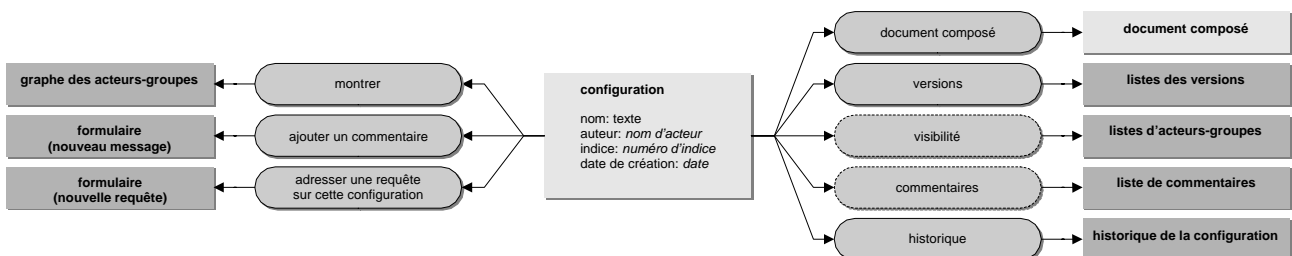 graphe des acteurs-groupes
montrer
formulaire
(nouveau message)
ajouter un commentaire
formulaire
(nouvelle requête)
adresser une requête
sur cette configuration
configuration
nom: texte
auteur: nom d'acteur
indice: numéro d'indice
date de création: date
document composé
document composé
versions
listes des versions
visibilité
listes d'acteurs-groupes
commentaires
liste de commentaires
historique
historique de la configuration